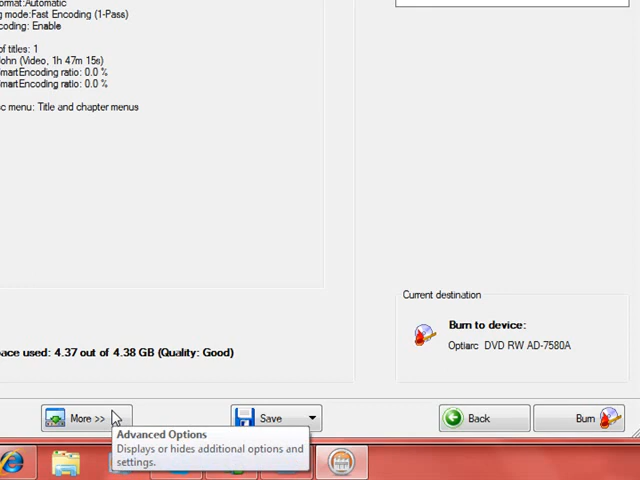 ormat:Automatic
g mode:Fast Encoding (1-Pass)
coding: Enable
of titles: 1
ohn (Video, 1h 47m 15s)
martEncoding ratio: 0.0 %
martEncoding ratio: 0.0 %
c menu: Title and chapter menus
Current destination
Burn to device:
Optiarc DVD RW AD-7580A
ace used: 4.37 out of 4.38 GB (Quality: Good)
More >>
Save
Back
Burn
Advanced Options
Displays or hides additional options and
settings.